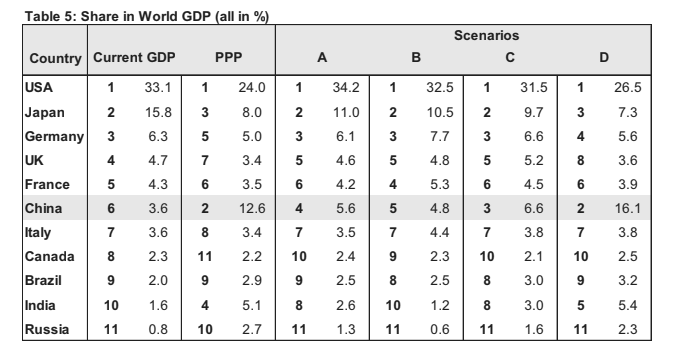 Table 5: Share in World GDP (all in %)
Scenarios
Country Current GDP PPP A B C D
USA 1 33.1 1 24.0 1 34.2 1 32.5 1 31.5 1 26.5
Japan 2 15.8 3 8.0 2 11.0 2 10.5 2 9.7 3 7.3
Germany 3 6.3 5 5.0 3 6.1 3 7.7 3 6.6 4 5.6
UK 4 4.7 7 3.4 5 4.6 5 4.8 5 5.2 8 3.6
France 5 4.3 6 3.5 6 4.2 4 5.3 6 4.5 6 3.9
China 6 3.6 2 12.6 4 5.6 5 4.8 3 6.6 2 16.1
Italy 7 3.6 8 3.4 7 3.5 7 4.4 7 3.8 7 3.8
Canada 8 2.3 11 2.2 10 2.4 9 2.3 10 2.1 10 2.5
Brazil 9 2.0 9 2.9 9 2.5 8 2.5 8 3.0 9 3.2
India 10 1.6 4 5.1 8 2.6 10 1.2 8 3.0 5 5.4
Russia 11 0.8 10 2.7 11 1.3 11 0.6 11 1.6 11 2.3